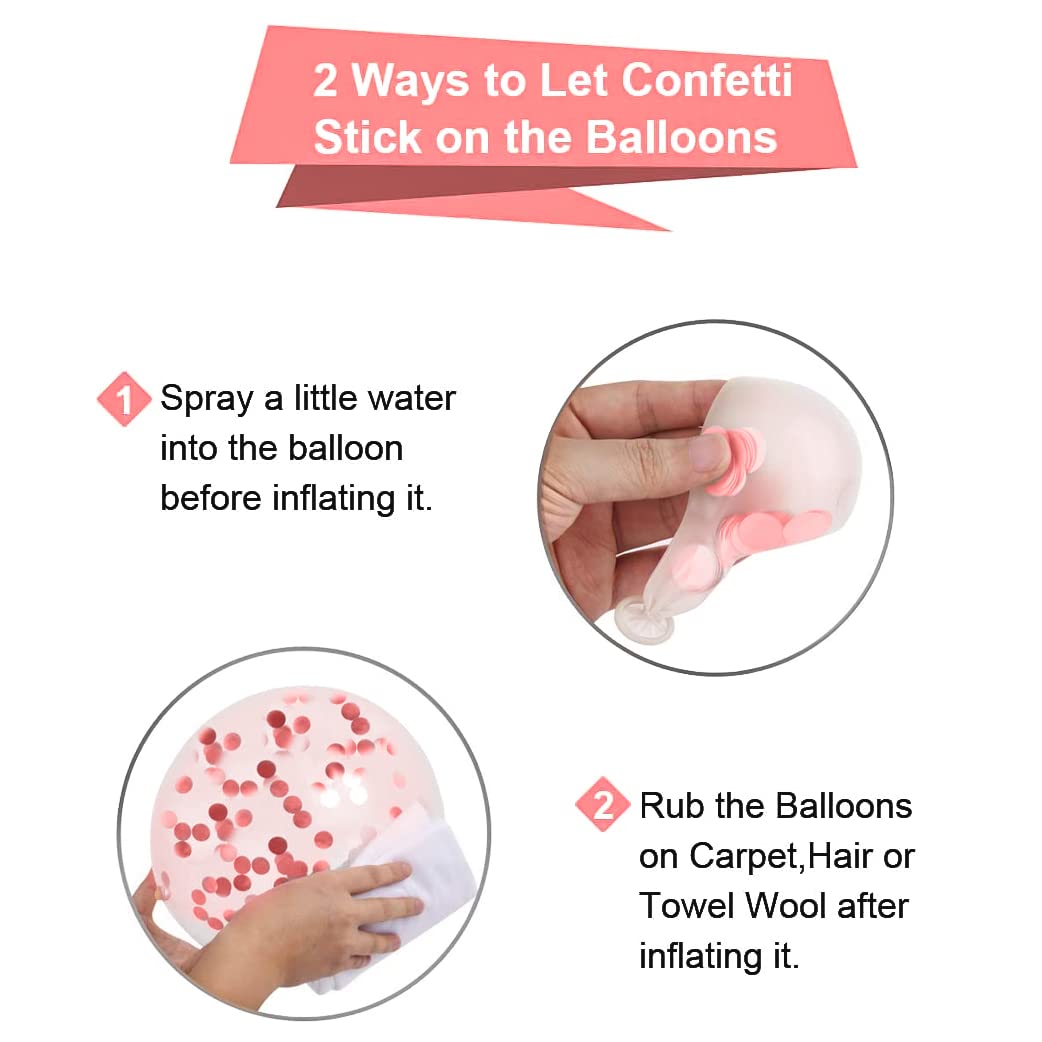 2 Ways to Let Confetti
Stick on the Balloons
1 Spray a little water
into the balloon
before inflating it.
2 Rub the Balloons
on Carpet,Hair or
Towel Wool after
inflating it.